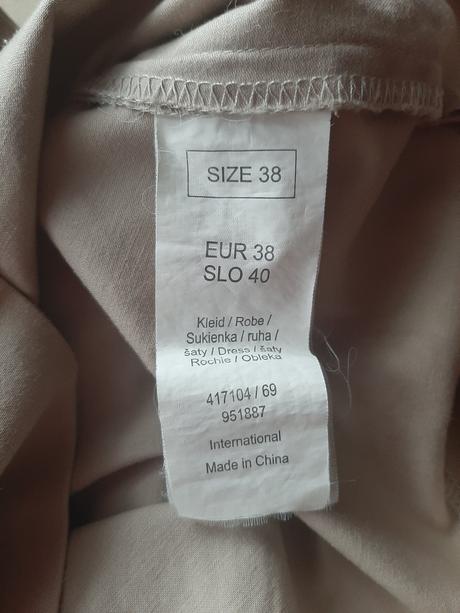 SIZE 38
EUR 38
SLO 40
Kleid / Robe /
Sukienka / ruha /
šaty / Dress / šaty
Rochie / Obleka
417104 / 69
951887
International
Made in China